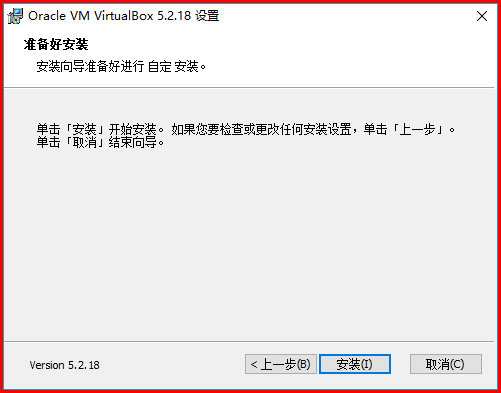 Oracle VM VirtualBox 5.2.18 设置
准备好安装
安装向导准备好进行 自定 安装。
单击「安装」开始安装。 如果您要检查或更改任何安装设置，单击「上一步」。
单击「取消」结束向导。
Version 5.2.18
< 上一步(B)
安装(I)
取消(C)